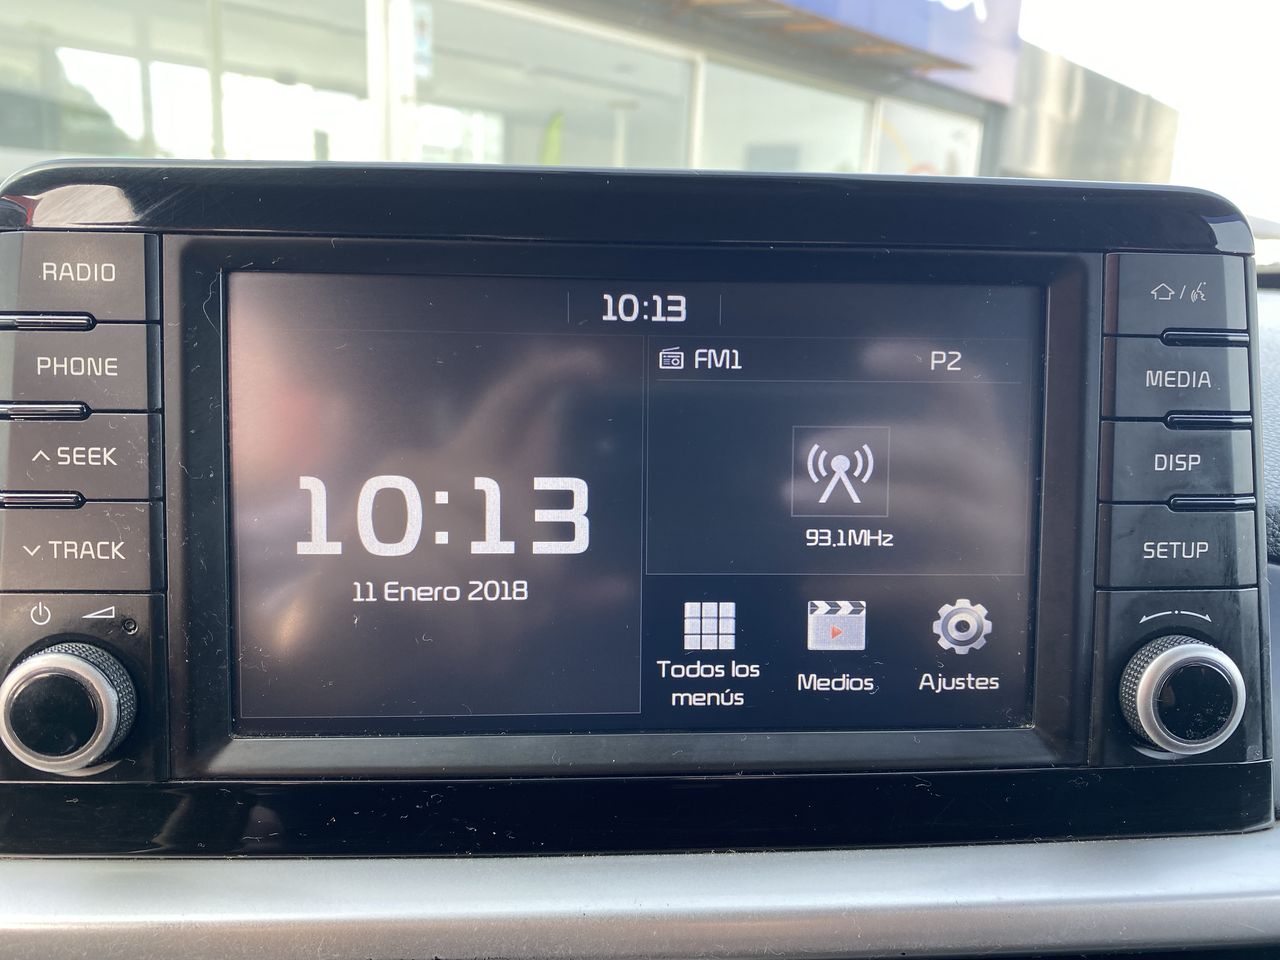 RADIO
PHONE
SEEK
TRACK
10:13
10:13
11 Enero 2018
FM1
P2
93.1MHz
Todos los
menús
Medios
Ajustes
/
MEDIA
DISP
SETUP